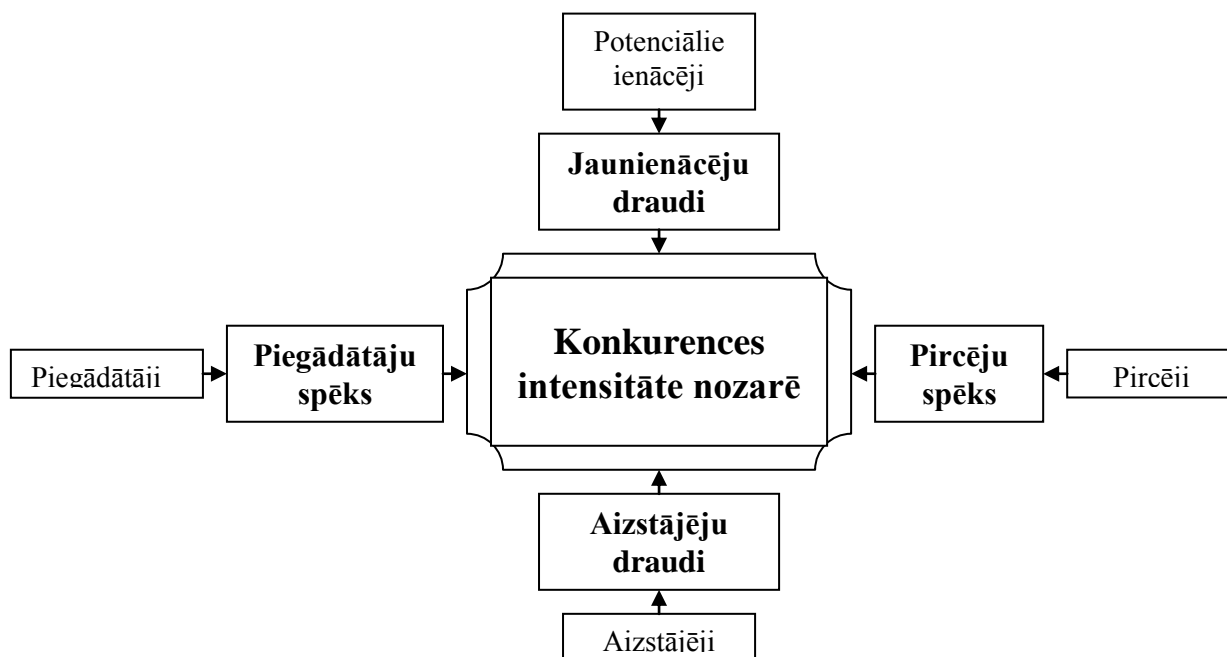 Potenciālie
ienācēji
Jaunienācēju
draudi
Piegādātāji
Piegādātāju
spēks
Konkurences
intensitāte nozarē
Pircēju
spēks
Pircēji
Aizstājēju
draudi
Aizstājēji